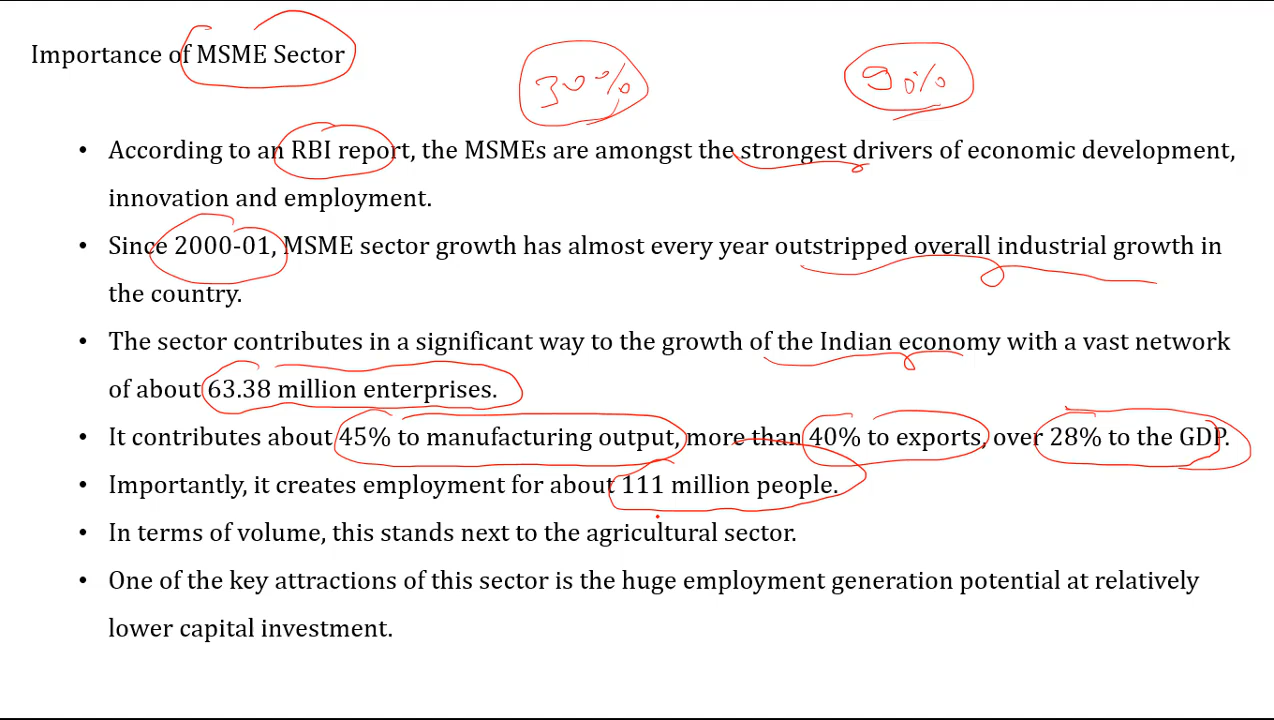 Importance of MSME Sector
30%
90%
• According to an RBI report, the MSMEs are amongst the strongest drivers of economic development,
innovation and employment.
• Since 2000-01, MSME sector growth has almost every year outstripped overall industrial growth in
the country.
• The sector contributes in a significant way to the growth of the Indian economy with a vast network
of about 63.38 million enterprises.
• It contributes about 45% to manufacturing output, more than 40% to exports, over 28% to the GDP.
• Importantly, it creates employment for about 111 million people.
• In terms of volume, this stands next to the agricultural sector.
• One of the key attractions of this sector is the huge employment generation potential at relatively
lower capital investment.